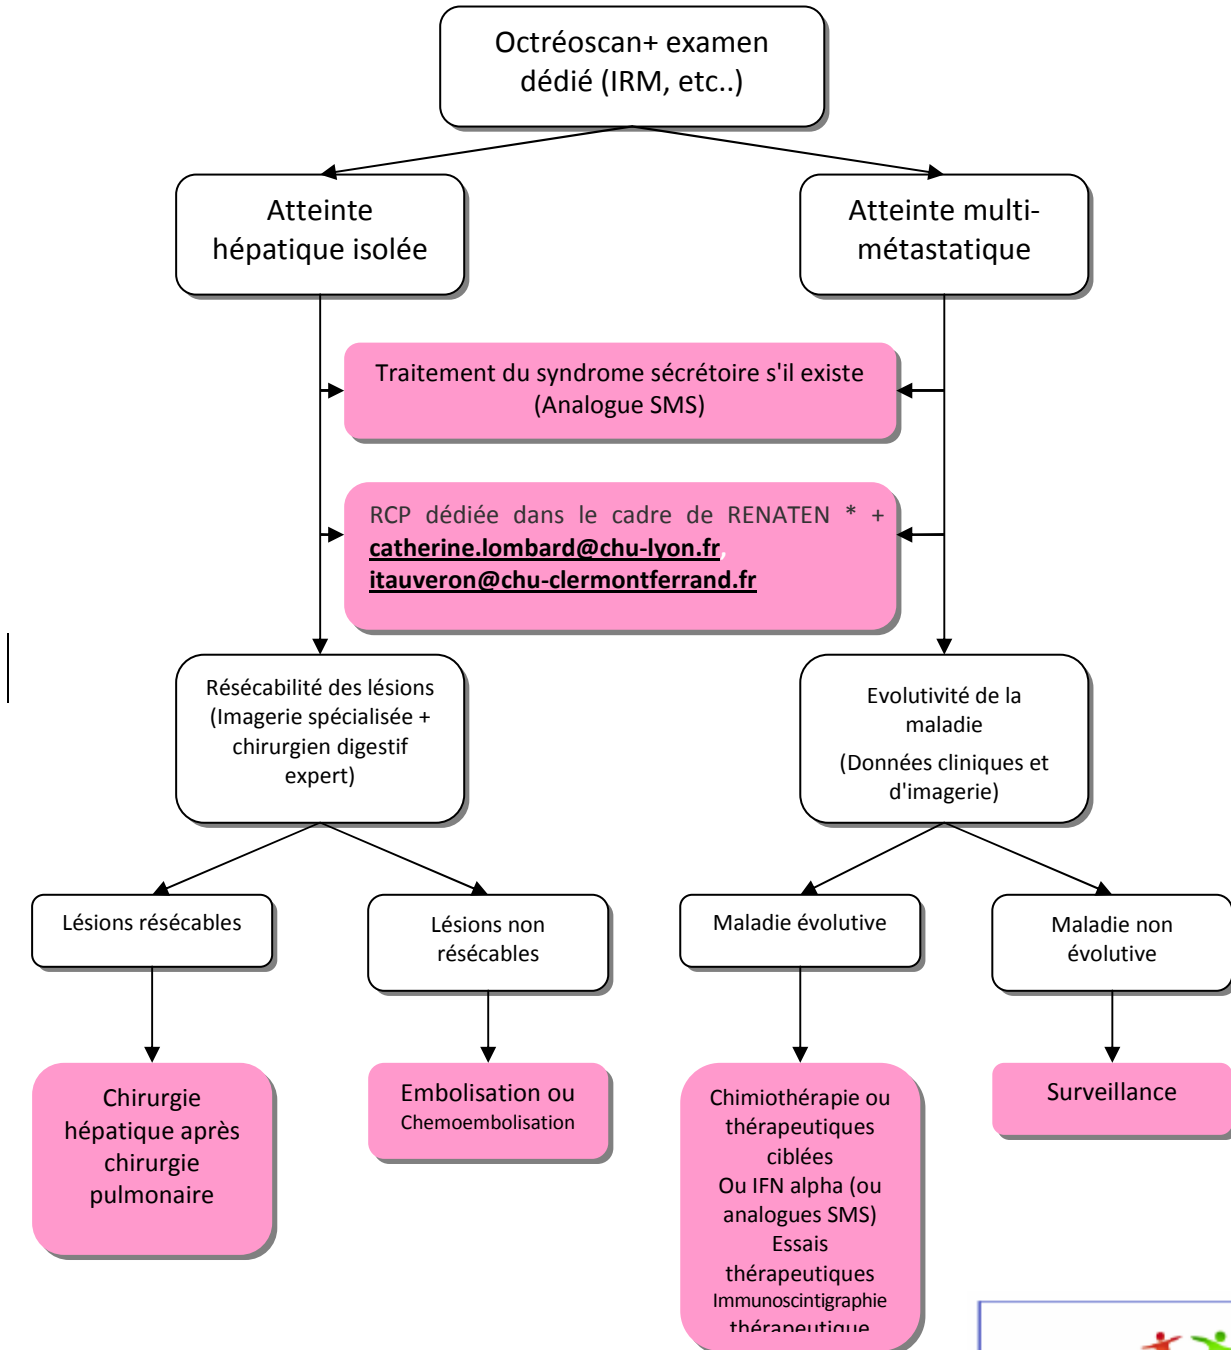 Octréoscan+ examen
dédié (IRM, etc..)
Atteinte
hépatique isolée
Atteinte multi-
métastatique
Traitement du syndrome sécrétoire s'il existe
(Analogue SMS)
RCP dédiée dans le cadre de RENATEN * +
catherine.lombard@chu-lyon.fr,
itauveron@chu-clermontferrand.fr
Résécabilité des lésions
(Imagerie spécialisée +
chirurgien digestif
expert)
Evolutivité de la
maladie
(Données cliniques et
d'imagerie)
Lésions résécables
Lésions non
résécables
Maladie évolutive
Maladie non
évolutive
Chirurgie
hépatique après
chirurgie
pulmonaire
Embolisation ou
Chemoembolisation
Chimiothérapie ou
thérapeutiques
ciblées
Ou IFN alpha (ou
analogues SMS)
Essais
thérapeutiques
Immunoscintigraphie
thérapeutique
Surveillance